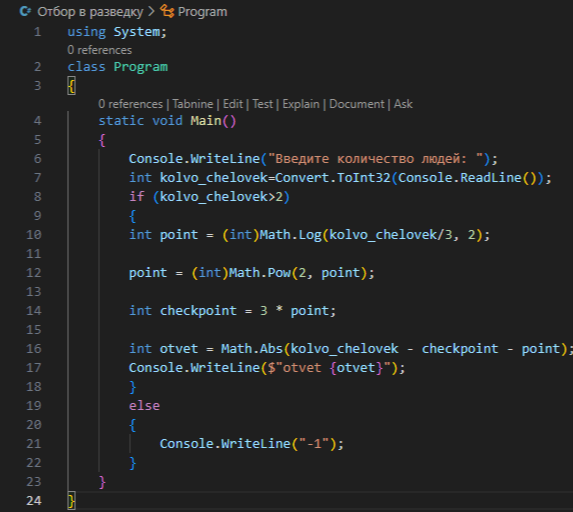 Отбор в разведку > Program
1 using System;
0 references
2 class Program
3 {
0 references | Tabnine | Edit | Test | Explain | Document | Ask
4 static void Main()
5 {
6 Console.WriteLine("Введите количество людей: ");
7 int kolvo_chelovek=Convert.ToInt32(Console.ReadLine());
8 if (kolvo_chelovek>2)
9 {
10 int point = (int)Math.Log(kolvo_chelovek/3, 2);
11
12 point = (int)Math.Pow(2, point);
13
14 int checkpoint = 3 * point;
15
16 int otvet = Math.Abs(kolvo_chelovek - checkpoint - point);
17 Console.WriteLine($"otvet {otvet}");
18 }
19 else
20 {
21 Console.WriteLine("-1");
22 }
23 }
24 }